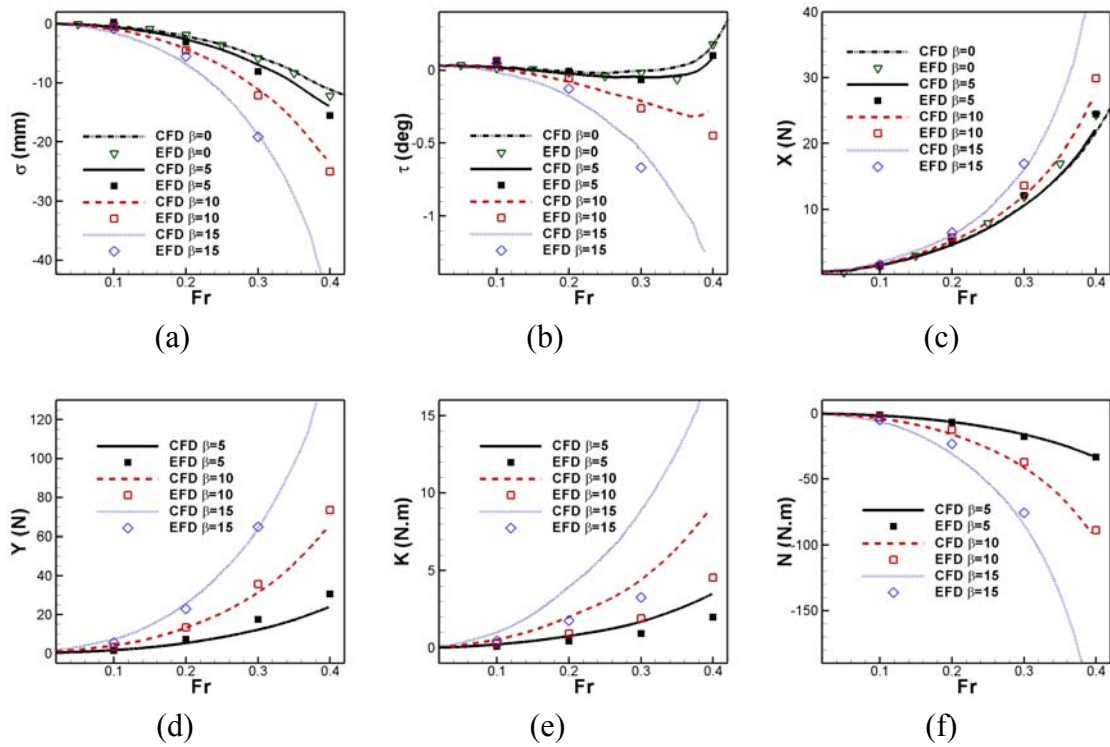 0
-10
-20
-30
-40
σ (mm)
CFD β=0
EFD β=0
CFD β=5
EFD β=5
CFD β=10
EFD β=10
CFD β=15
EFD β=15
0.1 0.2 0.3 0.4
Fr
(a)
0.5
0
-0.5
-1
τ (deg)
CFD β=0
EFD β=0
CFD β=5
EFD β=5
CFD β=10
EFD β=10
CFD β=15
EFD β=15
0.1 0.2 0.3 0.4
Fr
(b)
40
30
20
10
X (N)
CFD β=0
EFD β=0
CFD β=5
EFD β=5
CFD β=10
EFD β=10
CFD β=15
EFD β=15
0.1 0.2 0.3 0.4
Fr
(c)
120
100
80
60
40
20
0
Y (N)
CFD β=5
EFD β=5
CFD β=10
EFD β=10
CFD β=15
EFD β=15
0.1 0.2 0.3 0.4
Fr
(d)
15
10
5
0
K (N.m)
CFD β=5
EFD β=5
CFD β=10
EFD β=10
CFD β=15
EFD β=15
0.1 0.2 0.3 0.4
Fr
(e)
0
-50
-100
-150
N (N.m)
CFD β=5
EFD β=5
CFD β=10
EFD β=10
CFD β=15
EFD β=15
0.1 0.2 0.3 0.4
Fr
(f)